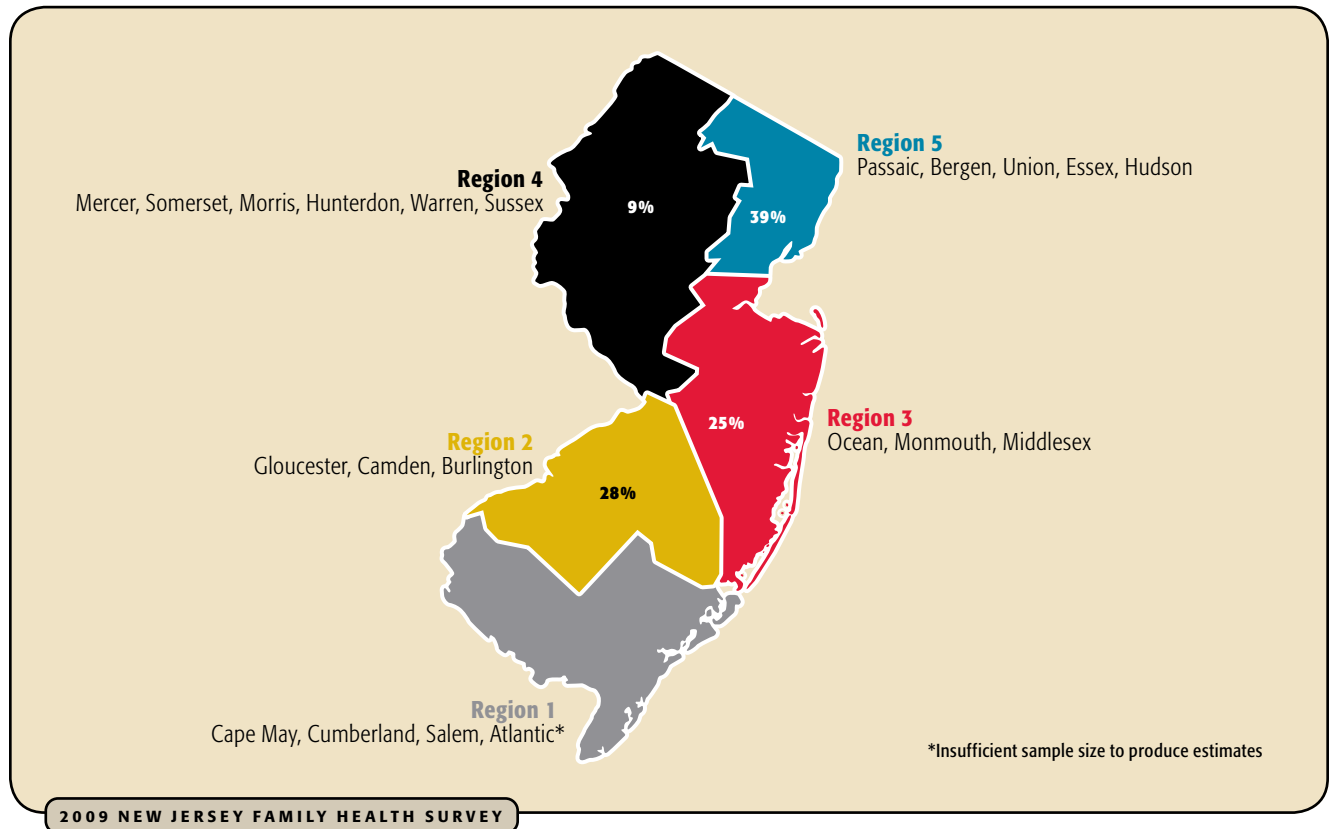 Region 5
Passaic, Bergen, Union, Essex, Hudson
Region 4
Mercer, Somerset, Morris, Hunterdon, Warren, Sussex
9%
39%
Region 3
Ocean, Monmouth, Middlesex
25%
Region 2
Gloucester, Camden, Burlington
28%
Region 1
Cape May, Cumberland, Salem, Atlantic*
*Insufficient sample size to produce estimates
2009 NEW JERSEY FAMILY HEALTH SURVEY